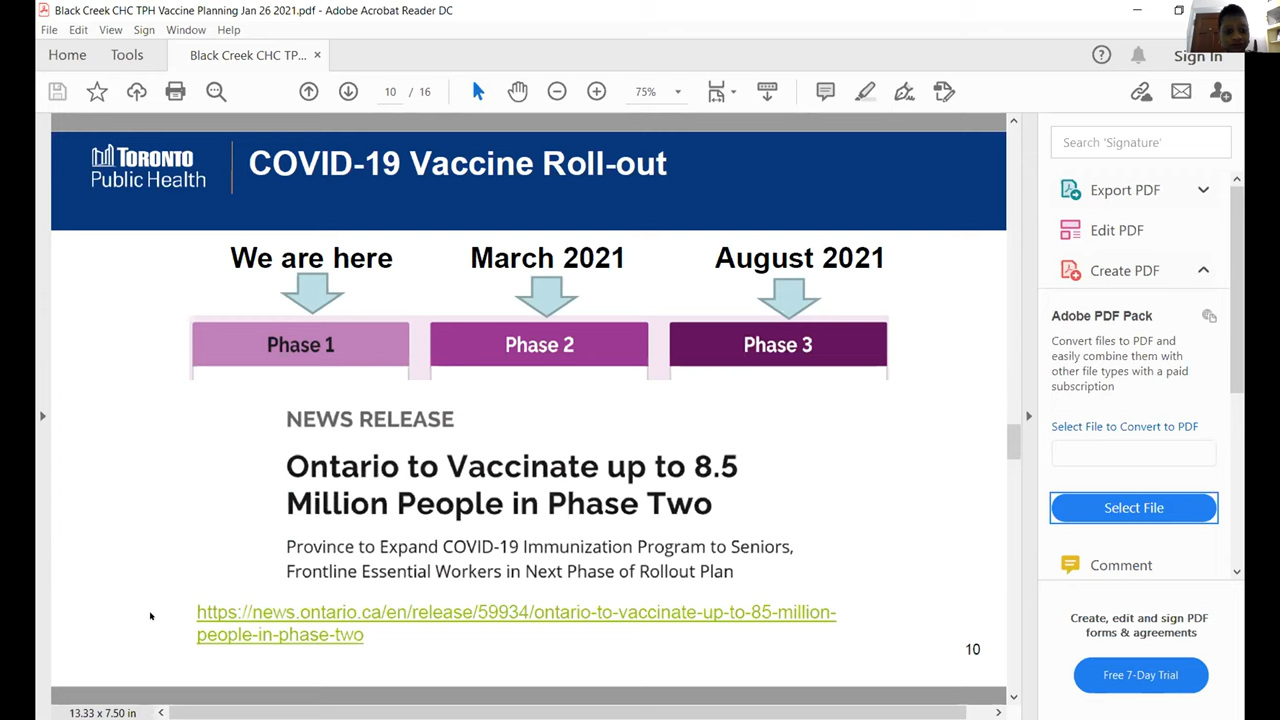 Black Creek CHC TPH Vaccine Planning Jan 26 2021.pdf - Adobe Acrobat Reader DC
File Edit View Sign Window Help
Home Tools Black Creek CHC TP... × Sign In
10 / 16 75%
TORONTO
Public Health
COVID-19 Vaccine Roll-out
We are here March 2021 August 2021
Phase 1 Phase 2 Phase 3
NEWS RELEASE
Ontario to Vaccinate up to 8.5
Million People in Phase Two
Province to Expand COVID-19 Immunization Program to Seniors,
Frontline Essential Workers in Next Phase of Rollout Plan
https://news.ontario.ca/en/release/59934/ontario-to-vaccinate-up-to-85-million-
people-in-phase-two
10
13.33 x 7.50 in
Search 'Signature'
Export PDF
Edit PDF
Create PDF
Adobe PDF Pack
Convert files to PDF and
easily combine them with
other file types with a paid
subscription
Select File to Convert to PDF
Select File
Comment
Create, edit and sign PDF
forms & agreements
Free 7-Day Trial